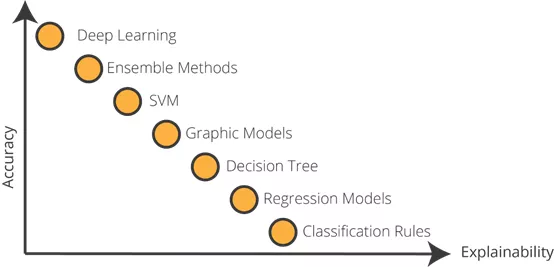 Deep Learning
Ensemble Methods
SVM
Graphic Models
Decision Tree
Regression Models
Classification Rules
Accuracy
Explainability